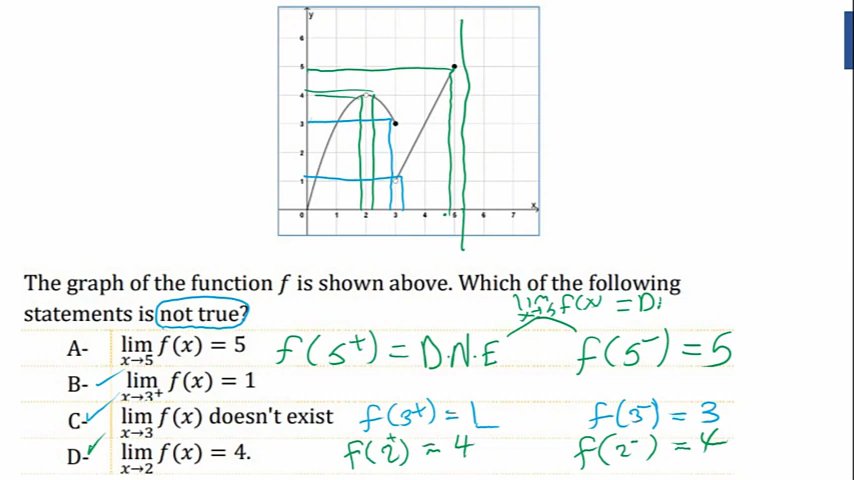 y
6
5
4
3
2
1
0 1 2 3 4 5 6 7 x
The graph of the function f is shown above. Which of the following
statements is not true?
lim x→5 f(x) = D
A- lim x→5 f(x) = 5 f(5⁺) = D.N.E f(5⁻) = 5
B- lim x→3⁺ f(x) = 1
C- lim x→3 f(x) doesn't exist f(3⁺) = 1 f(3⁻) = 3
D- lim x→2 f(x) = 4. f(2⁺) = 4 f(2⁻) = 4